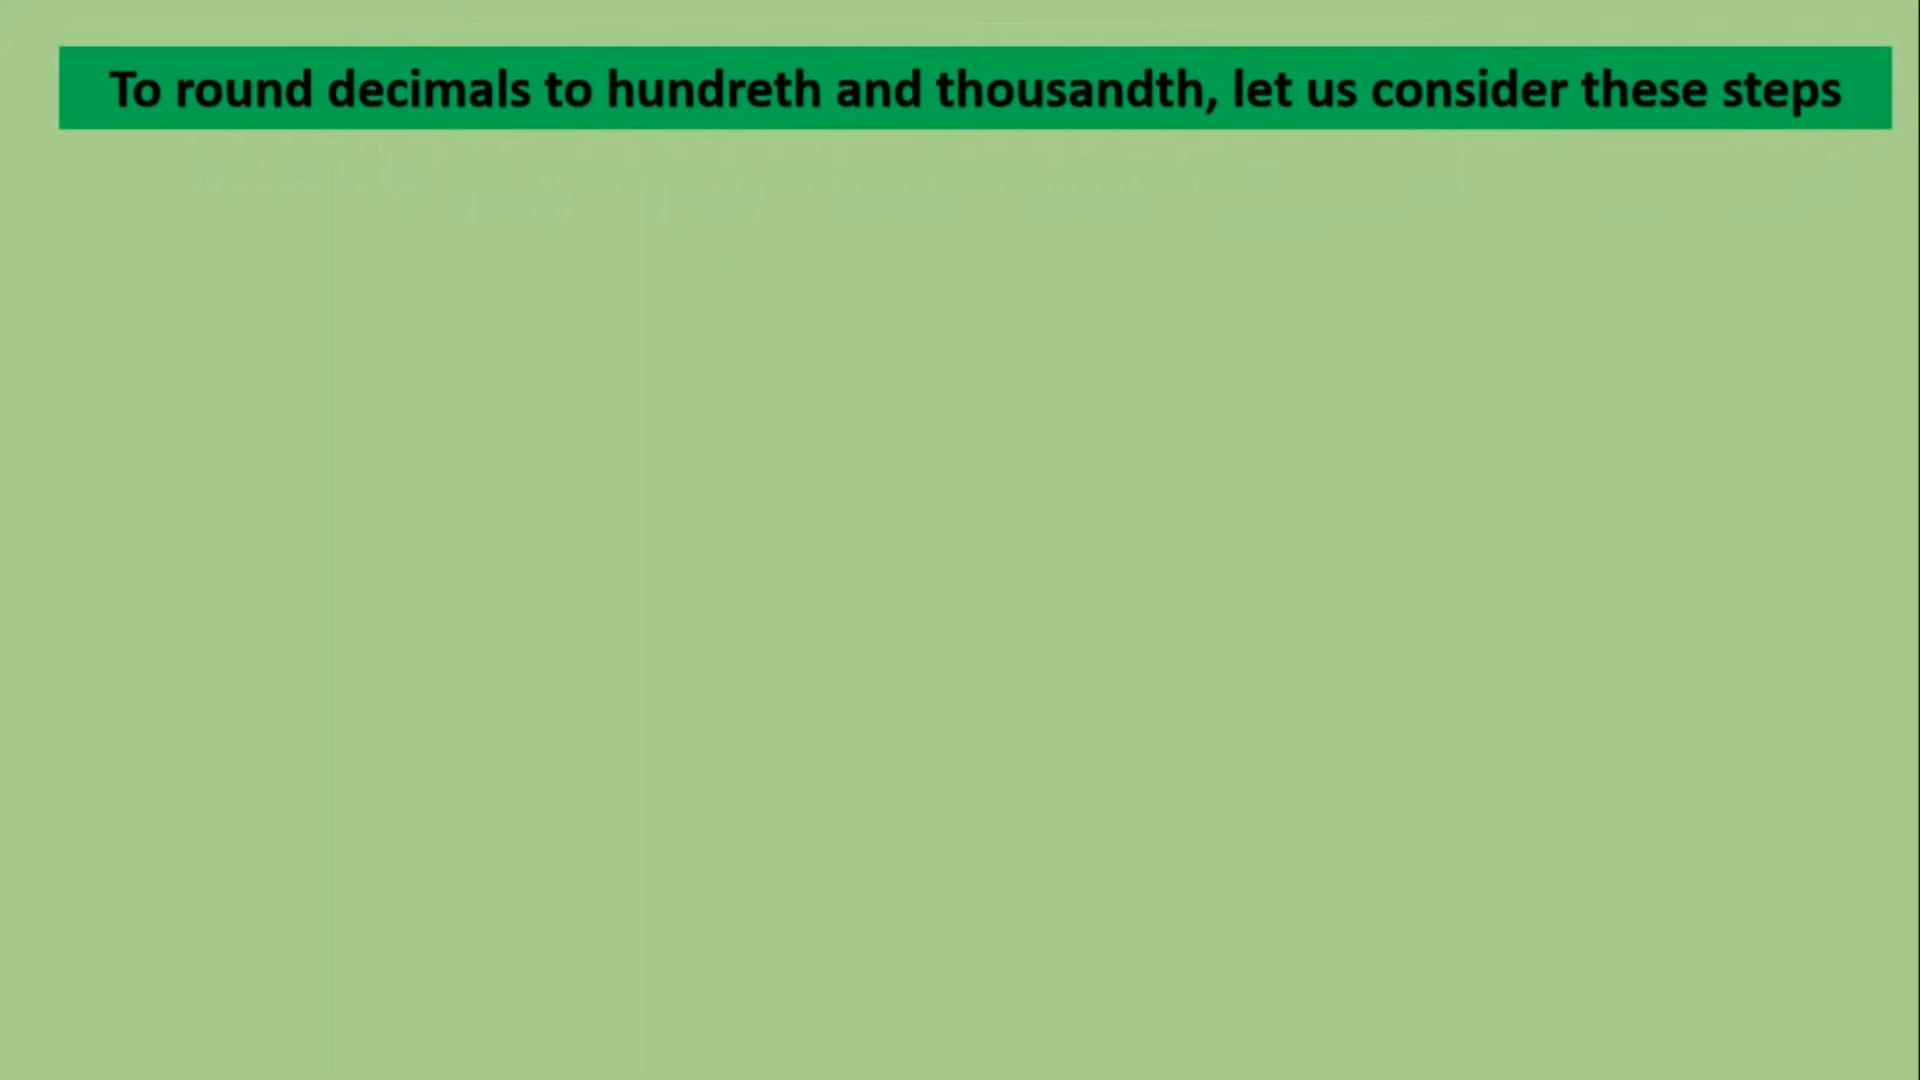 To round decimals to hundreth and thousandth, let us consider these steps